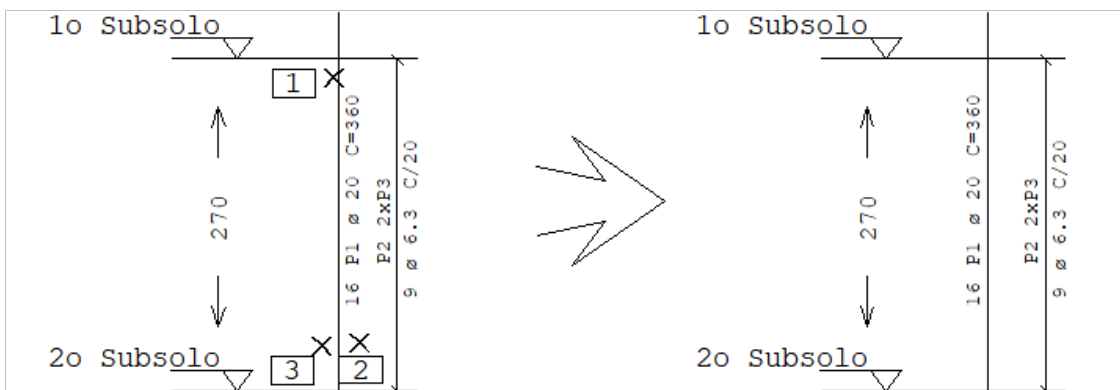 1o Subsolo
1
270
16 P1 ø 20 C=360
P2 2xP3
9 ø 6.3 C/20
2o Subsolo
3
2
1o Subsolo
270
16 P1 ø 20 C=360
P2 2xP3
9 ø 6.3 C/20
2o Subsolo